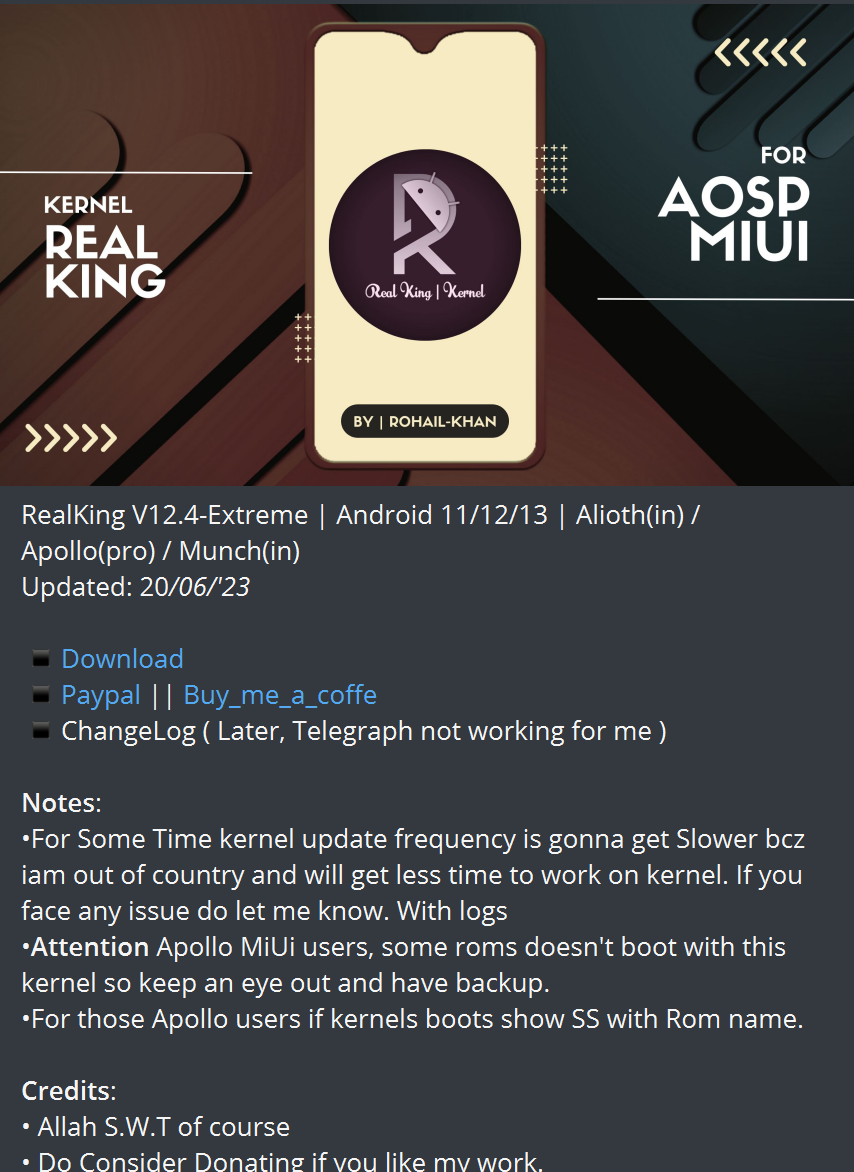 KERNEL
REAL
KING
FOR
AOSP
MIUI
Real King | Kernel
BY | ROHAIL-KHAN
RealKing V12.4-Extreme | Android 11/12/13 | Alioth(in) /
Apollo(pro) / Munch(in)
Updated: 20/06/'23
▪ Download
▪ Paypal || Buy_me_a_coffe
▪ ChangeLog ( Later, Telegraph not working for me )
Notes:
•For Some Time kernel update frequency is gonna get Slower bcz
iam out of country and will get less time to work on kernel. If you
face any issue do let me know. With logs
•Attention Apollo MiUi users, some roms doesn't boot with this
kernel so keep an eye out and have backup.
•For those Apollo users if kernels boots show SS with Rom name.
Credits:
• Allah S.W.T of course
• Do Consider Donating if you like my work.